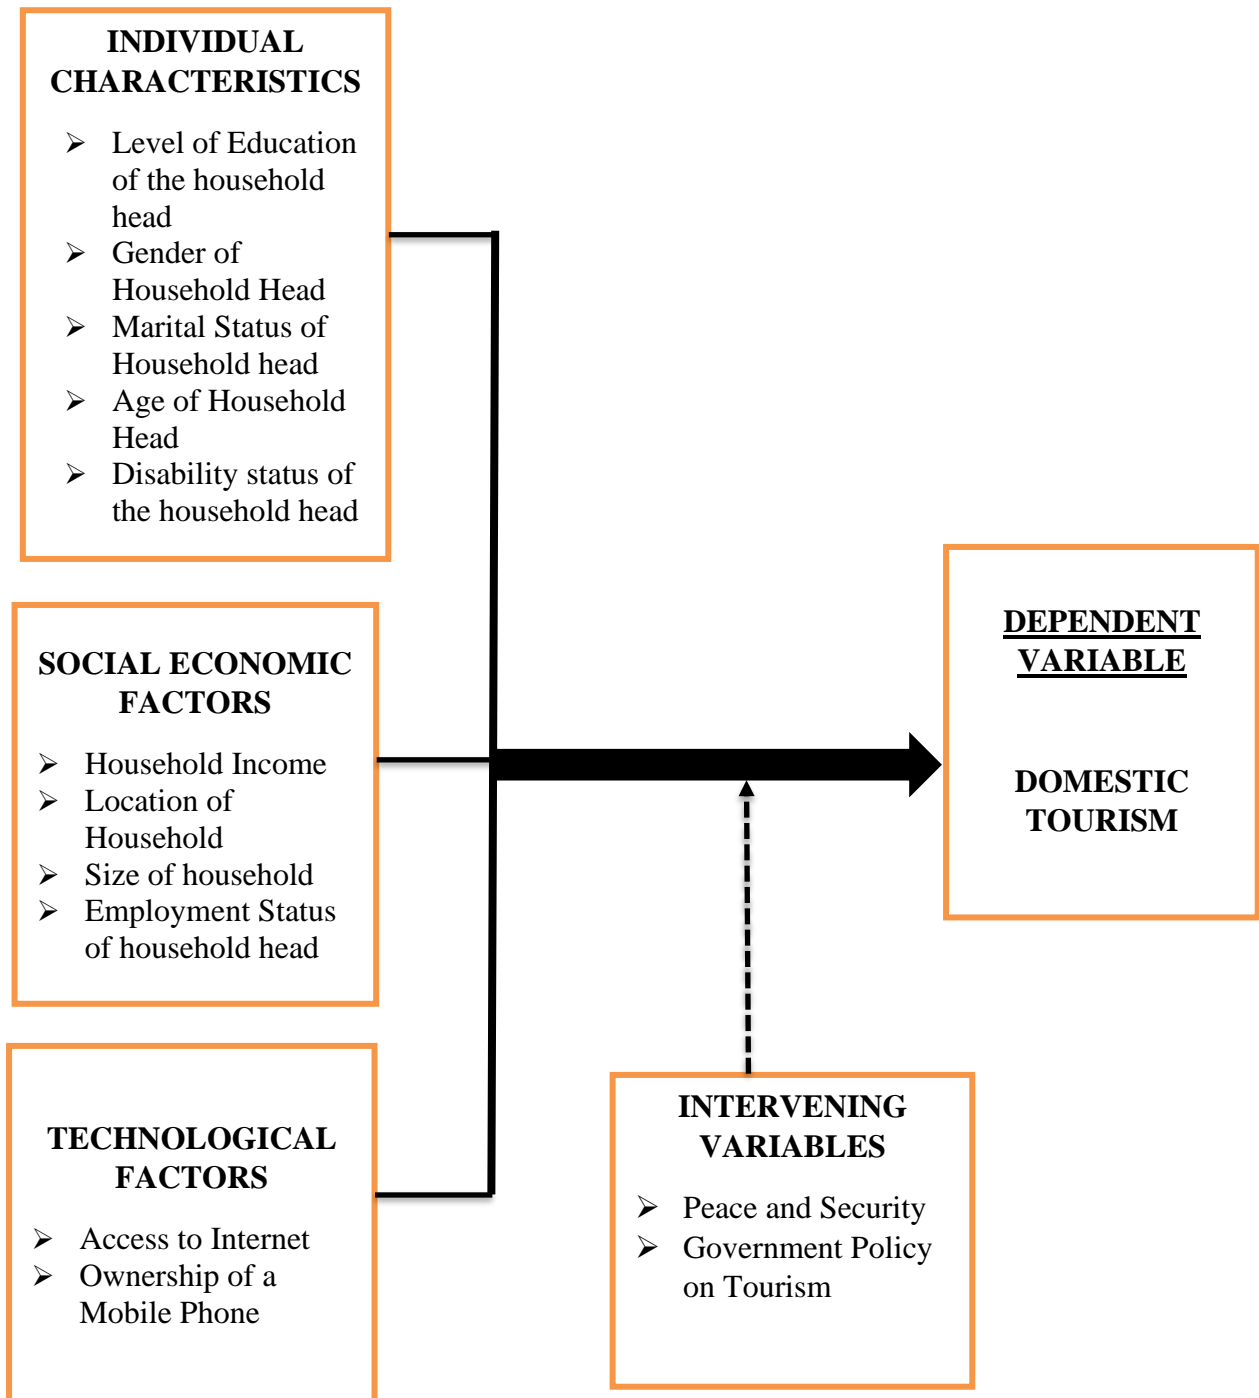 INDIVIDUAL
CHARACTERISTICS
➢ Level of Education
of the household
head
➢ Gender of
Household Head
➢ Marital Status of
Household head
➢ Age of Household
Head
➢ Disability status of
the household head
SOCIAL ECONOMIC
FACTORS
➢ Household Income
➢ Location of
Household
➢ Size of household
➢ Employment Status
of household head
TECHNOLOGICAL
FACTORS
➢ Access to Internet
➢ Ownership of a
Mobile Phone
INTERVENING
VARIABLES
➢ Peace and Security
➢ Government Policy
on Tourism
DEPENDENT
VARIABLE
DOMESTIC
TOURISM